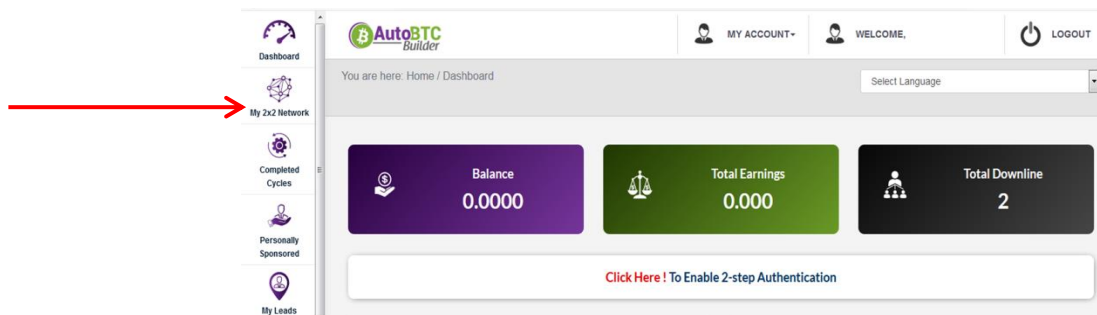 Dashboard
My 2x2 Network
Completed
Cycles
Personally
Sponsored
My Leads
AutoBTC
Builder
MY ACCOUNT
WELCOME,
LOGOUT
You are here: Home / Dashboard
Select Language
Balance
0.0000
Total Earnings
0.000
Total Downline
2
Click Here ! To Enable 2-step Authentication